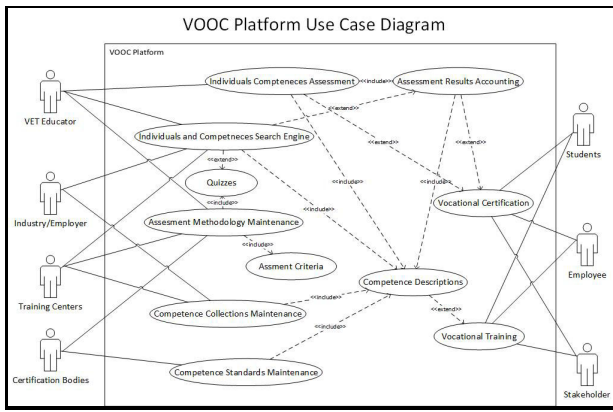 VOOC Platform Use Case Diagram
VOOC Platform
Individuals Compteneces Assessment
<<include>>
Assessment Results Accounting
VET Educator
<<extend>>
Individuals and Competneces Search Engine
Students
<<extend>>
<<extend>>
<<extend>>
Quizzes
<<include>>
<<include>>
<<include>>
<<include>>
Vocational Certification
Industry/Employer
Assesment Methodology Maintenance
<<include>>
Assment Criteria
Employee
Competence Descriptions
Training Centers
<<include>>
Competence Collections Maintenance
<<extend>>
<<include>>
Vocational Training
Competence Standards Maintenance
Certification Bodies
Stakeholder